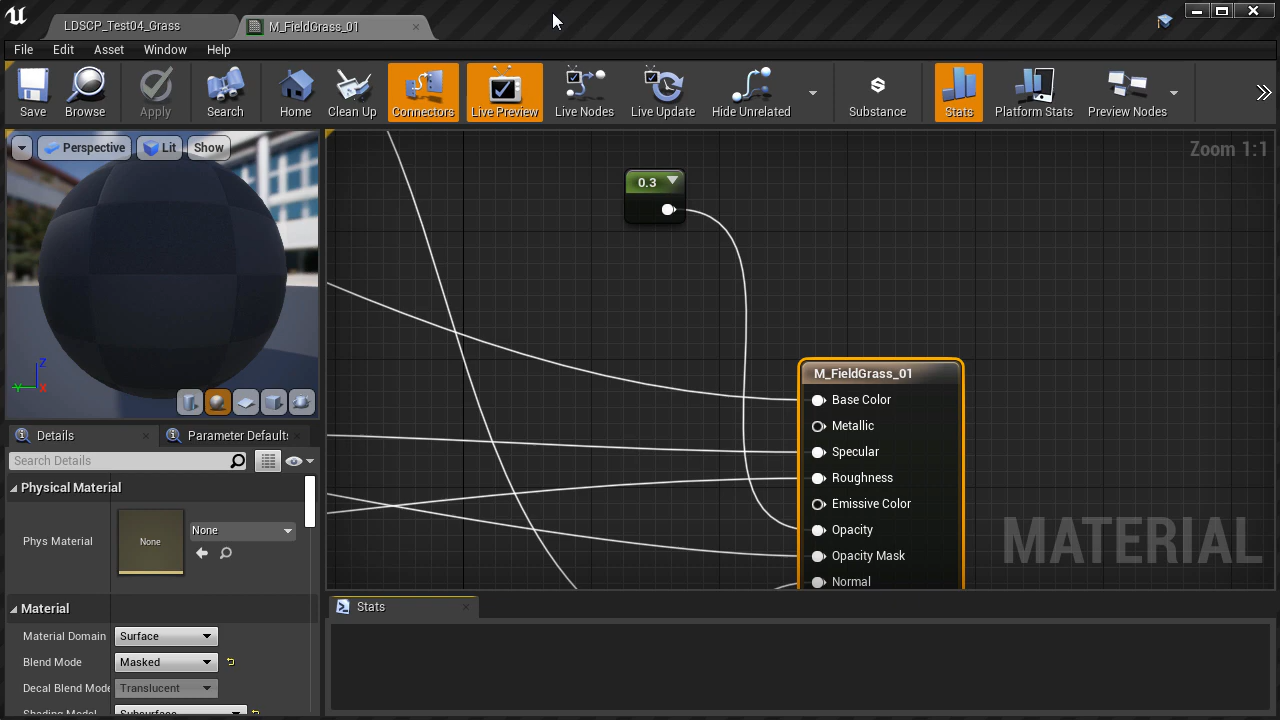 LDSCP_Test04_Grass
M_FieldGrass_01
File Edit Asset Window Help
Save Browse Apply Search Home Clean Up Connectors Live Preview Live Nodes Live Update Hide Unrelated Substance Stats Platform Stats Preview Nodes
Perspective Lit Show
Zoom 1:1
0.3
Z
Y X
M_FieldGrass_01
Base Color
Metallic
Specular
Roughness
Emissive Color
Opacity
Opacity Mask
Normal
MATERIAL
Details Parameter Defaults
Search Details
Physical Material
Phys Material None None
Material
Material Domain Surface
Blend Mode Masked
Decal Blend Mode Translucent
Shading Model Subsurface
Stats